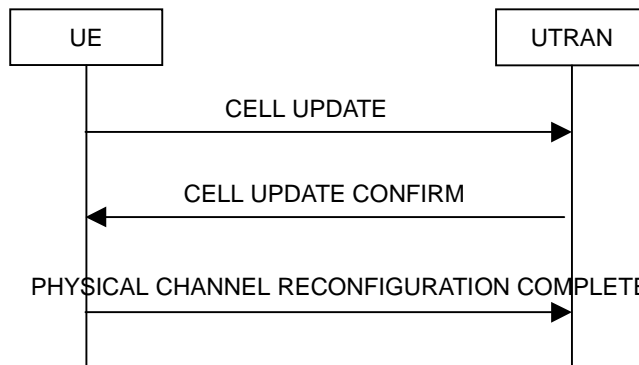 UE
UTRAN
CELL UPDATE
CELL UPDATE CONFIRM
PHYSICAL CHANNEL RECONFIGURATION COMPLETE